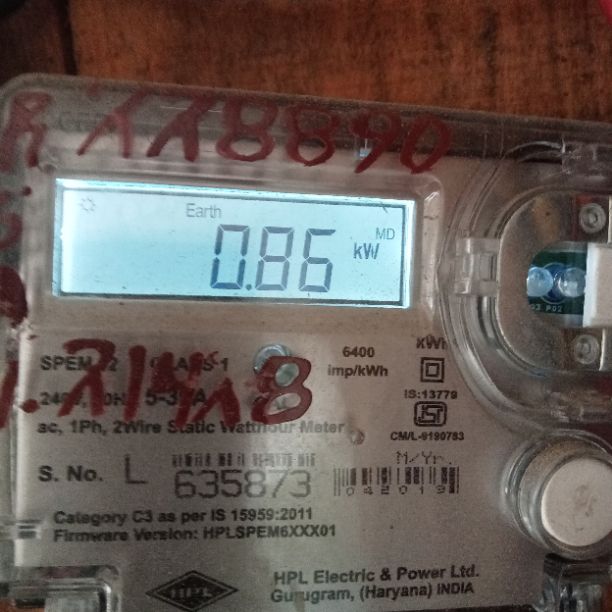 Earth
0.86 kW MD
6400
imp/kWh
kWh
IS:13779
ac, 1Ph, 2Wire Static Watthour Meter
CM/L-9190783
M/Yr.
S. No. L 635873 042019
Category C3 as per IS 15959:2011
Firmware Version: HPLSPEM6XXX01
HPL
HPL Electric & Power Ltd.
Gurugram, (Haryana) INDIA